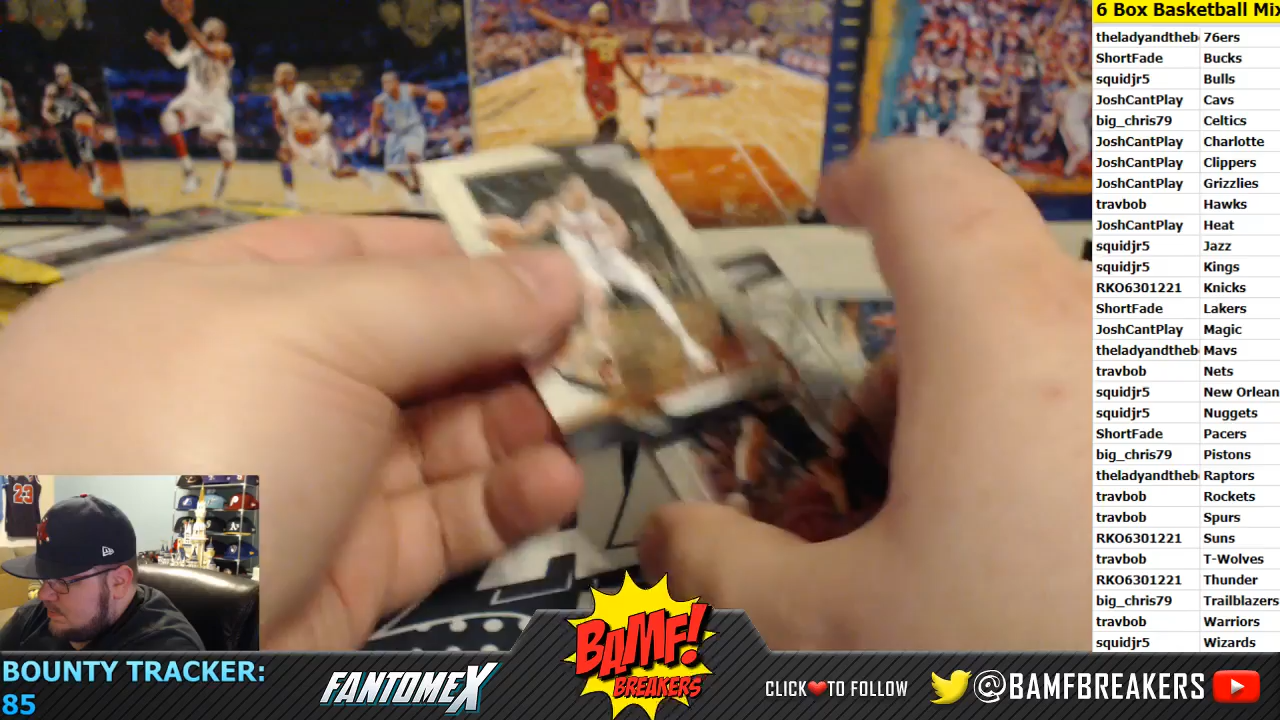 6 Box Basketball Mix
theladyandtheb 76ers
ShortFade Bucks
squidjr5 Bulls
JoshCantPlay Cavs
big_chris79 Celtics
JoshCantPlay Charlotte
JoshCantPlay Clippers
JoshCantPlay Grizzlies
travbob Hawks
JoshCantPlay Heat
squidjr5 Jazz
squidjr5 Kings
RKO6301221 Knicks
ShortFade Lakers
JoshCantPlay Magic
theladyandtheb Mavs
travbob Nets
squidjr5 New Orlean
squidjr5 Nuggets
ShortFade Pacers
big_chris79 Pistons
theladyandtheb Raptors
travbob Rockets
travbob Spurs
RKO6301221 Suns
travbob T-Wolves
RKO6301221 Thunder
big_chris79 Trailblazers
travbob Warriors
squidjr5 Wizards
23
BOUNTY TRACKER:
85
FANTOMEX
BAMF!
BREAKERS
CLICK TO FOLLOW
@BAMFBREAKERS